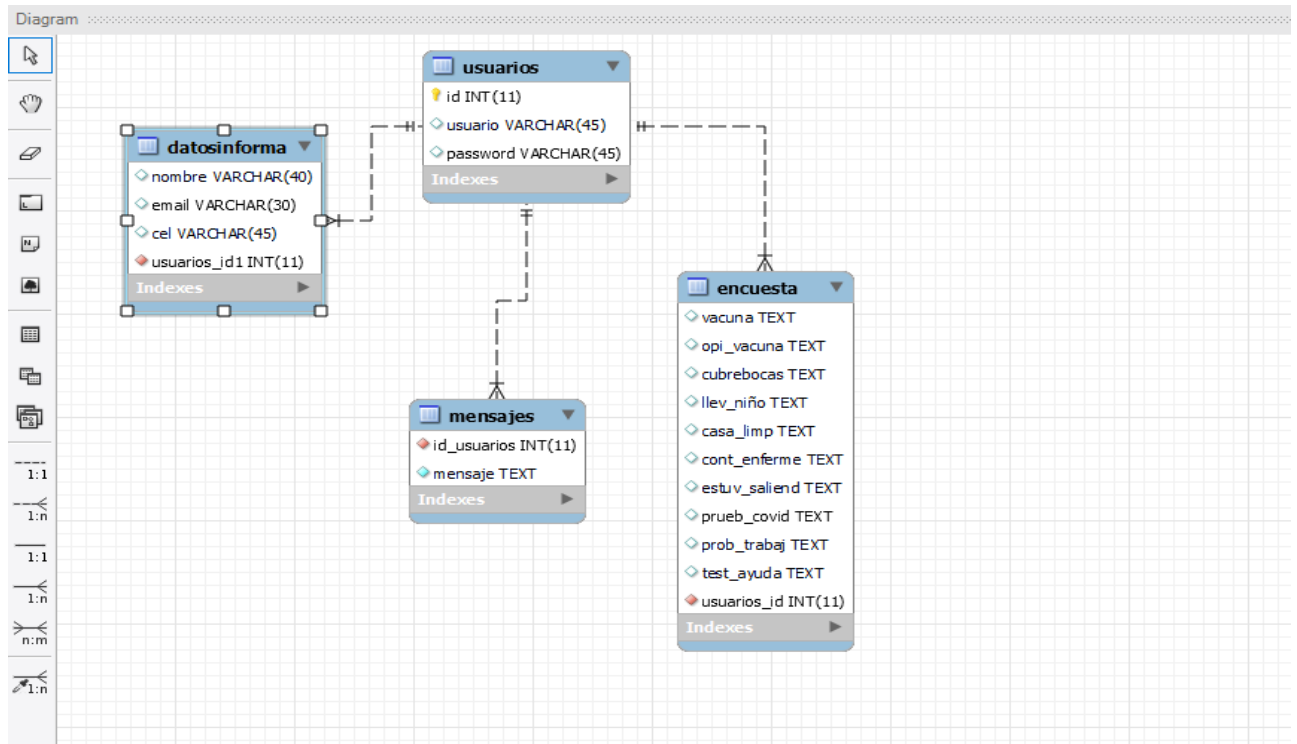 Diagram
usuarios
id INT(11)
usuario VARCHAR(45)
password VARCHAR(45)
Indexes
datosinforma
nombre VARCHAR(40)
email VARCHAR(30)
cel VARCHAR(45)
usuarios_id1 INT(11)
Indexes
mensajes
id_usuarios INT(11)
mensaje TEXT
Indexes
encuesta
vacuna TEXT
opi_vacuna TEXT
cubrebocas TEXT
llev_niño TEXT
casa_limp TEXT
cont_enferme TEXT
estuv_saliend TEXT
prueb_covid TEXT
prob_trabaj TEXT
test_ayuda TEXT
usuarios_id INT(11)
Indexes
1:1
1:n
1:1
1:n
n:m
1:n